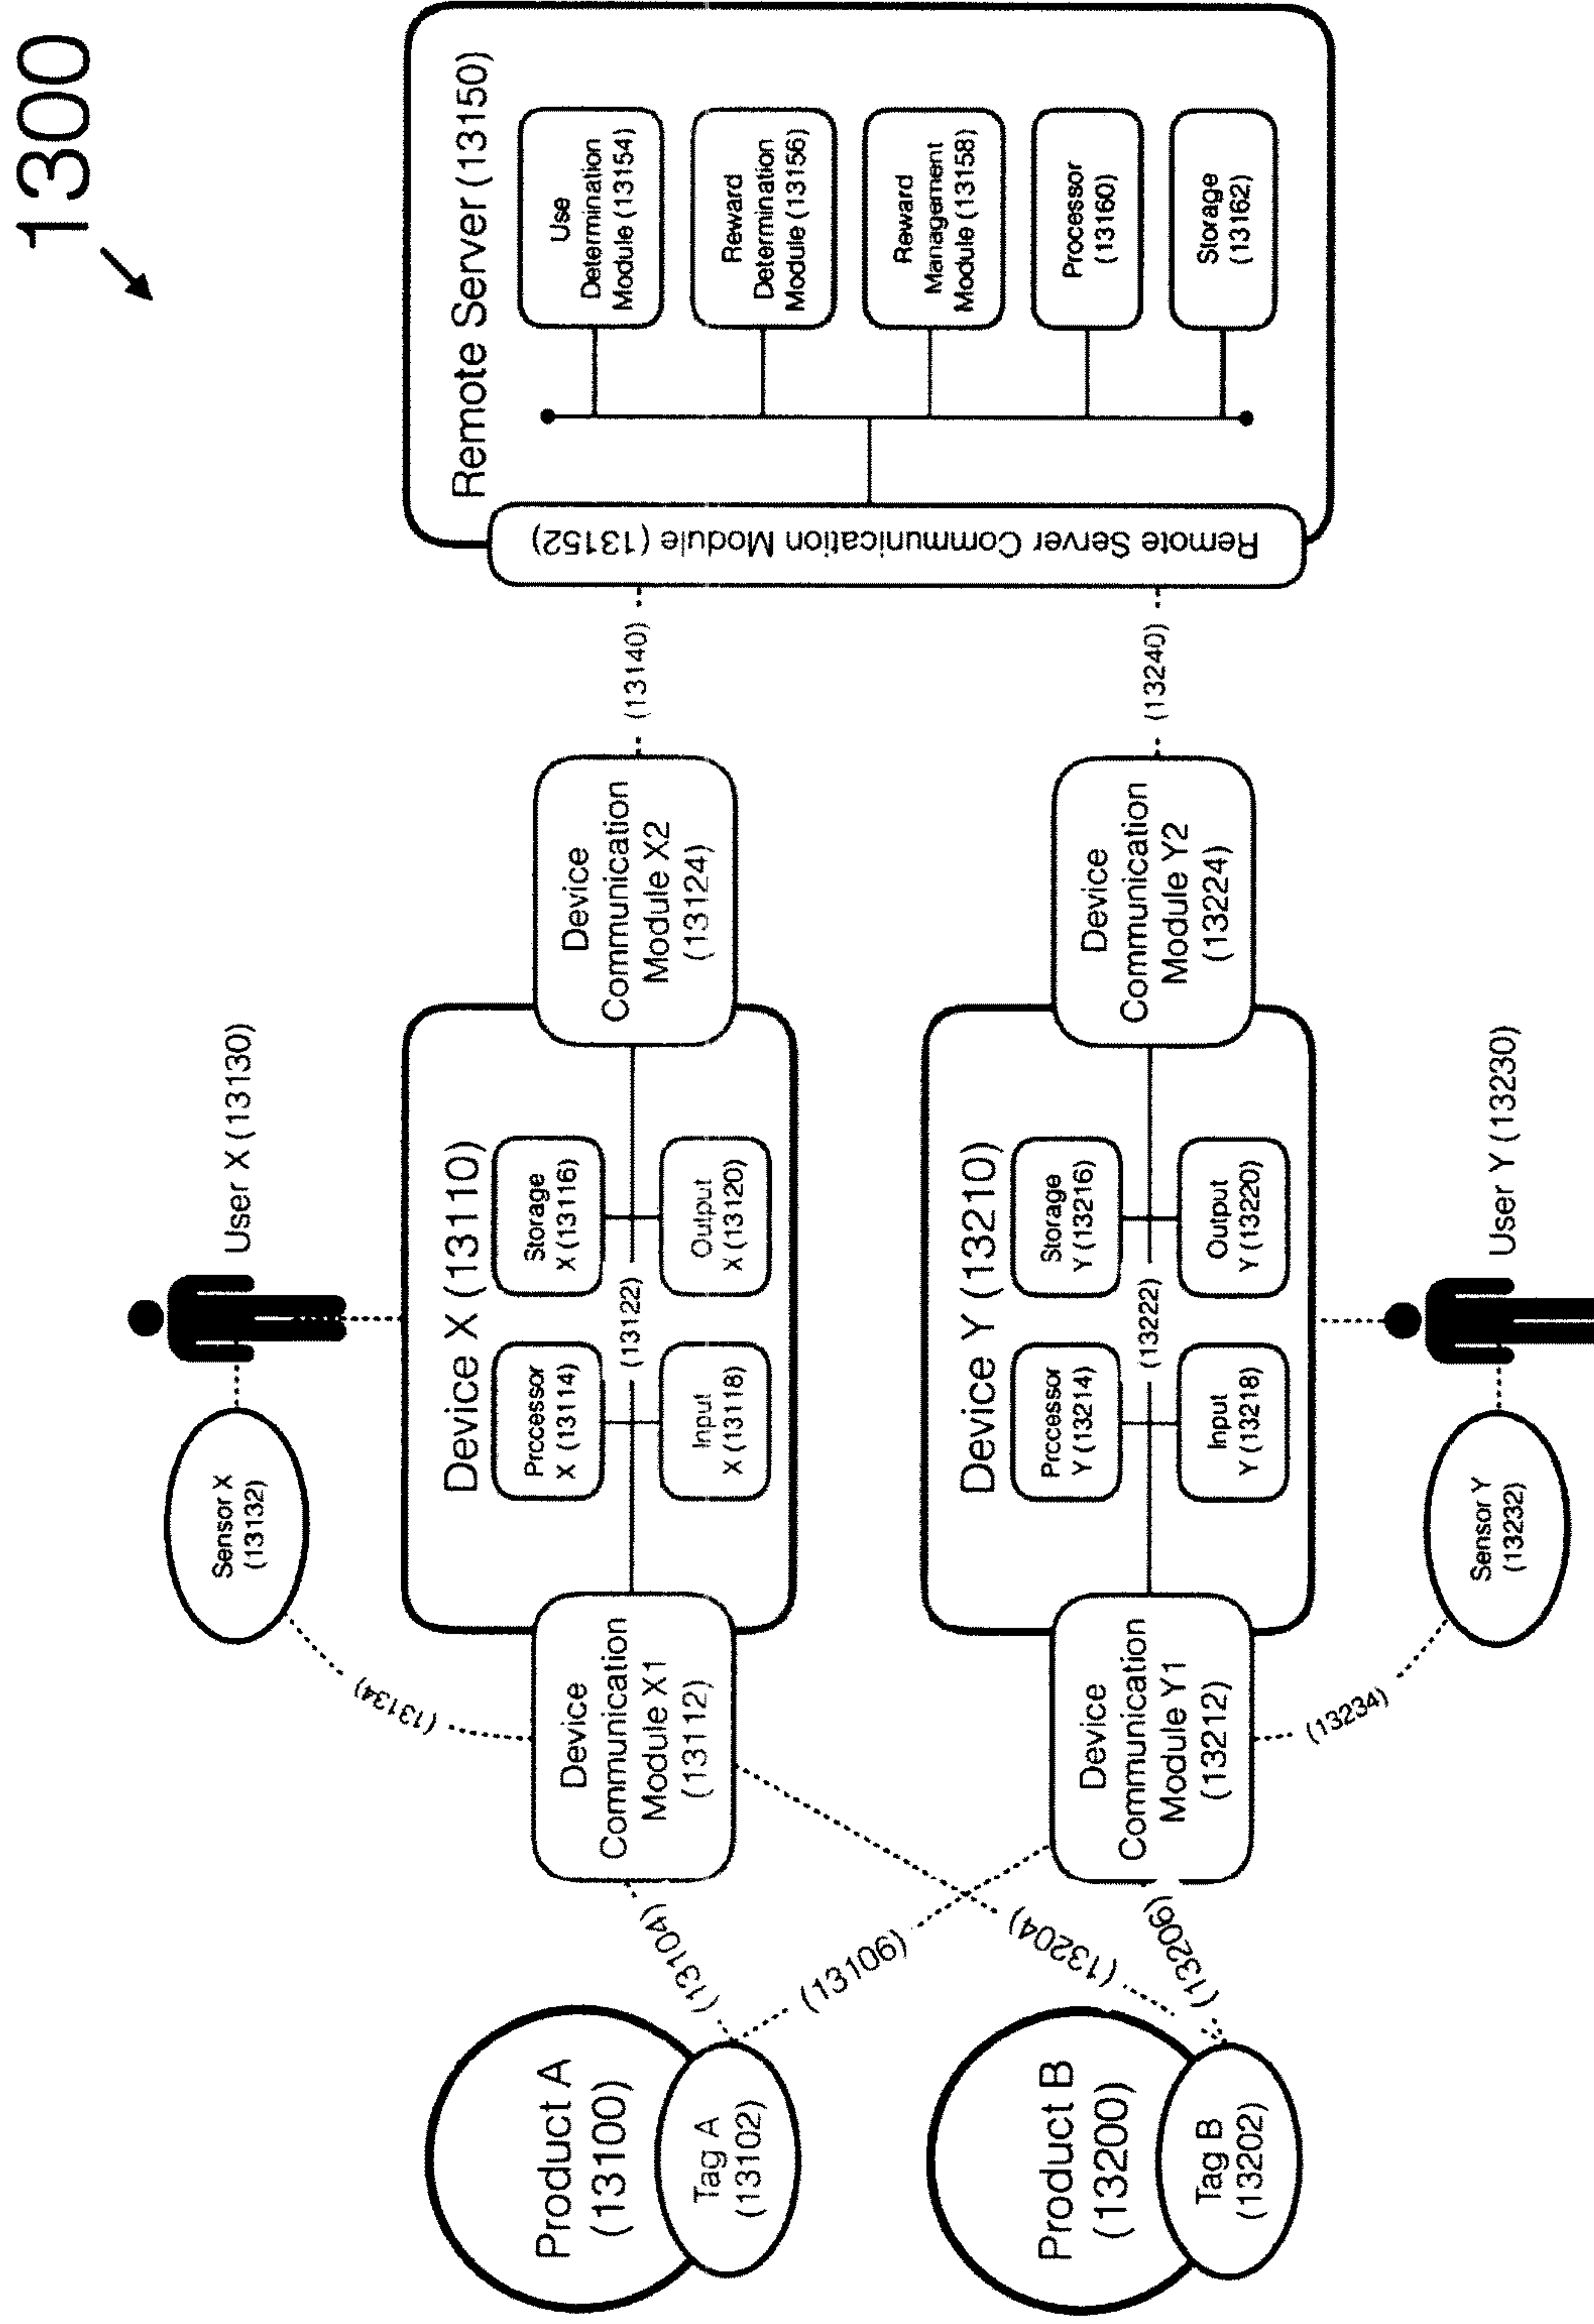 1300
Remote Server (13150)
Use
Determination
Module (13154)
Reward
Determination
Module (13156)
Reward
Management
Module (13158)
Processor
(13160)
Storage
(13162)
Remote Server Communication Module (13152)
(13140)
(13240)
User X (13130)
Sensor X
(13132)
(13134)
Device X (13110)
Processor
X (13114)
Storage
X (13116)
(13122)
Input
X (13118)
Output
X (13120)
Device
Communication
Module X1
(13112)
Device
Communication
Module X2
(13124)
Device Y (13210)
Processor
Y (13214)
Storage
Y (13216)
(13222)
Input
Y (13218)
Output
Y (13220)
Device
Communication
Module Y1
(13212)
Device
Communication
Module Y2
(13224)
User Y (13230)
Sensor Y
(13232)
(13234)
(13104)
(13106)
(13204)
(13206)
Product A
(13100)
Tag A
(13102)
Product B
(13200)
Tag B
(13202)